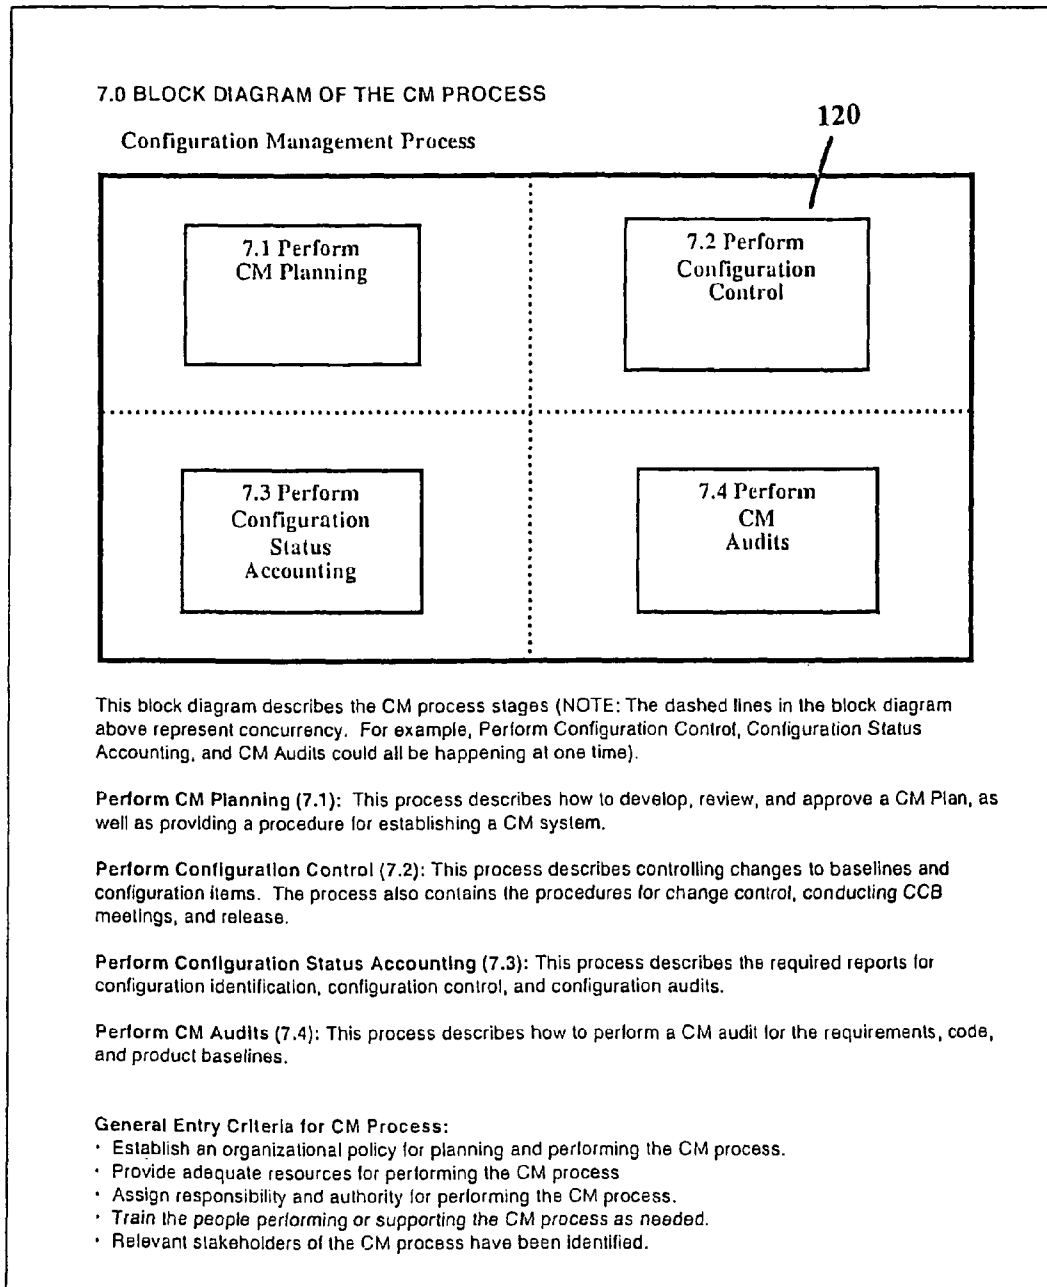 7.0 BLOCK DIAGRAM OF THE CM PROCESS
120
Configuration Management Process
7.1 Perform
CM Planning
7.2 Perform
Configuration
Control
7.3 Perform
Configuration
Status
Accounting
7.4 Perform
CM
Audits
This block diagram describes the CM process stages (NOTE: The dashed lines in the block diagram
above represent concurrency. For example, Perform Configuration Control, Configuration Status
Accounting, and CM Audits could all be happening at one time).
Perform CM Planning (7.1): This process describes how to develop, review, and approve a CM Plan, as
well as providing a procedure for establishing a CM system.
Perform Configuration Control (7.2): This process describes controlling changes to baselines and
configuration items. The process also contains the procedures for change control, conducting CCB
meetings, and release.
Perform Configuration Status Accounting (7.3): This process describes the required reports for
configuration identification, configuration control, and configuration audits.
Perform CM Audits (7.4): This process describes how to perform a CM audit for the requirements, code,
and product baselines.
General Entry Criteria for CM Process:
· Establish an organizational policy for planning and performing the CM process.
· Provide adequate resources for performing the CM process
· Assign responsibility and authority for performing the CM process.
· Train the people performing or supporting the CM process as needed.
· Relevant stakeholders of the CM process have been identified.